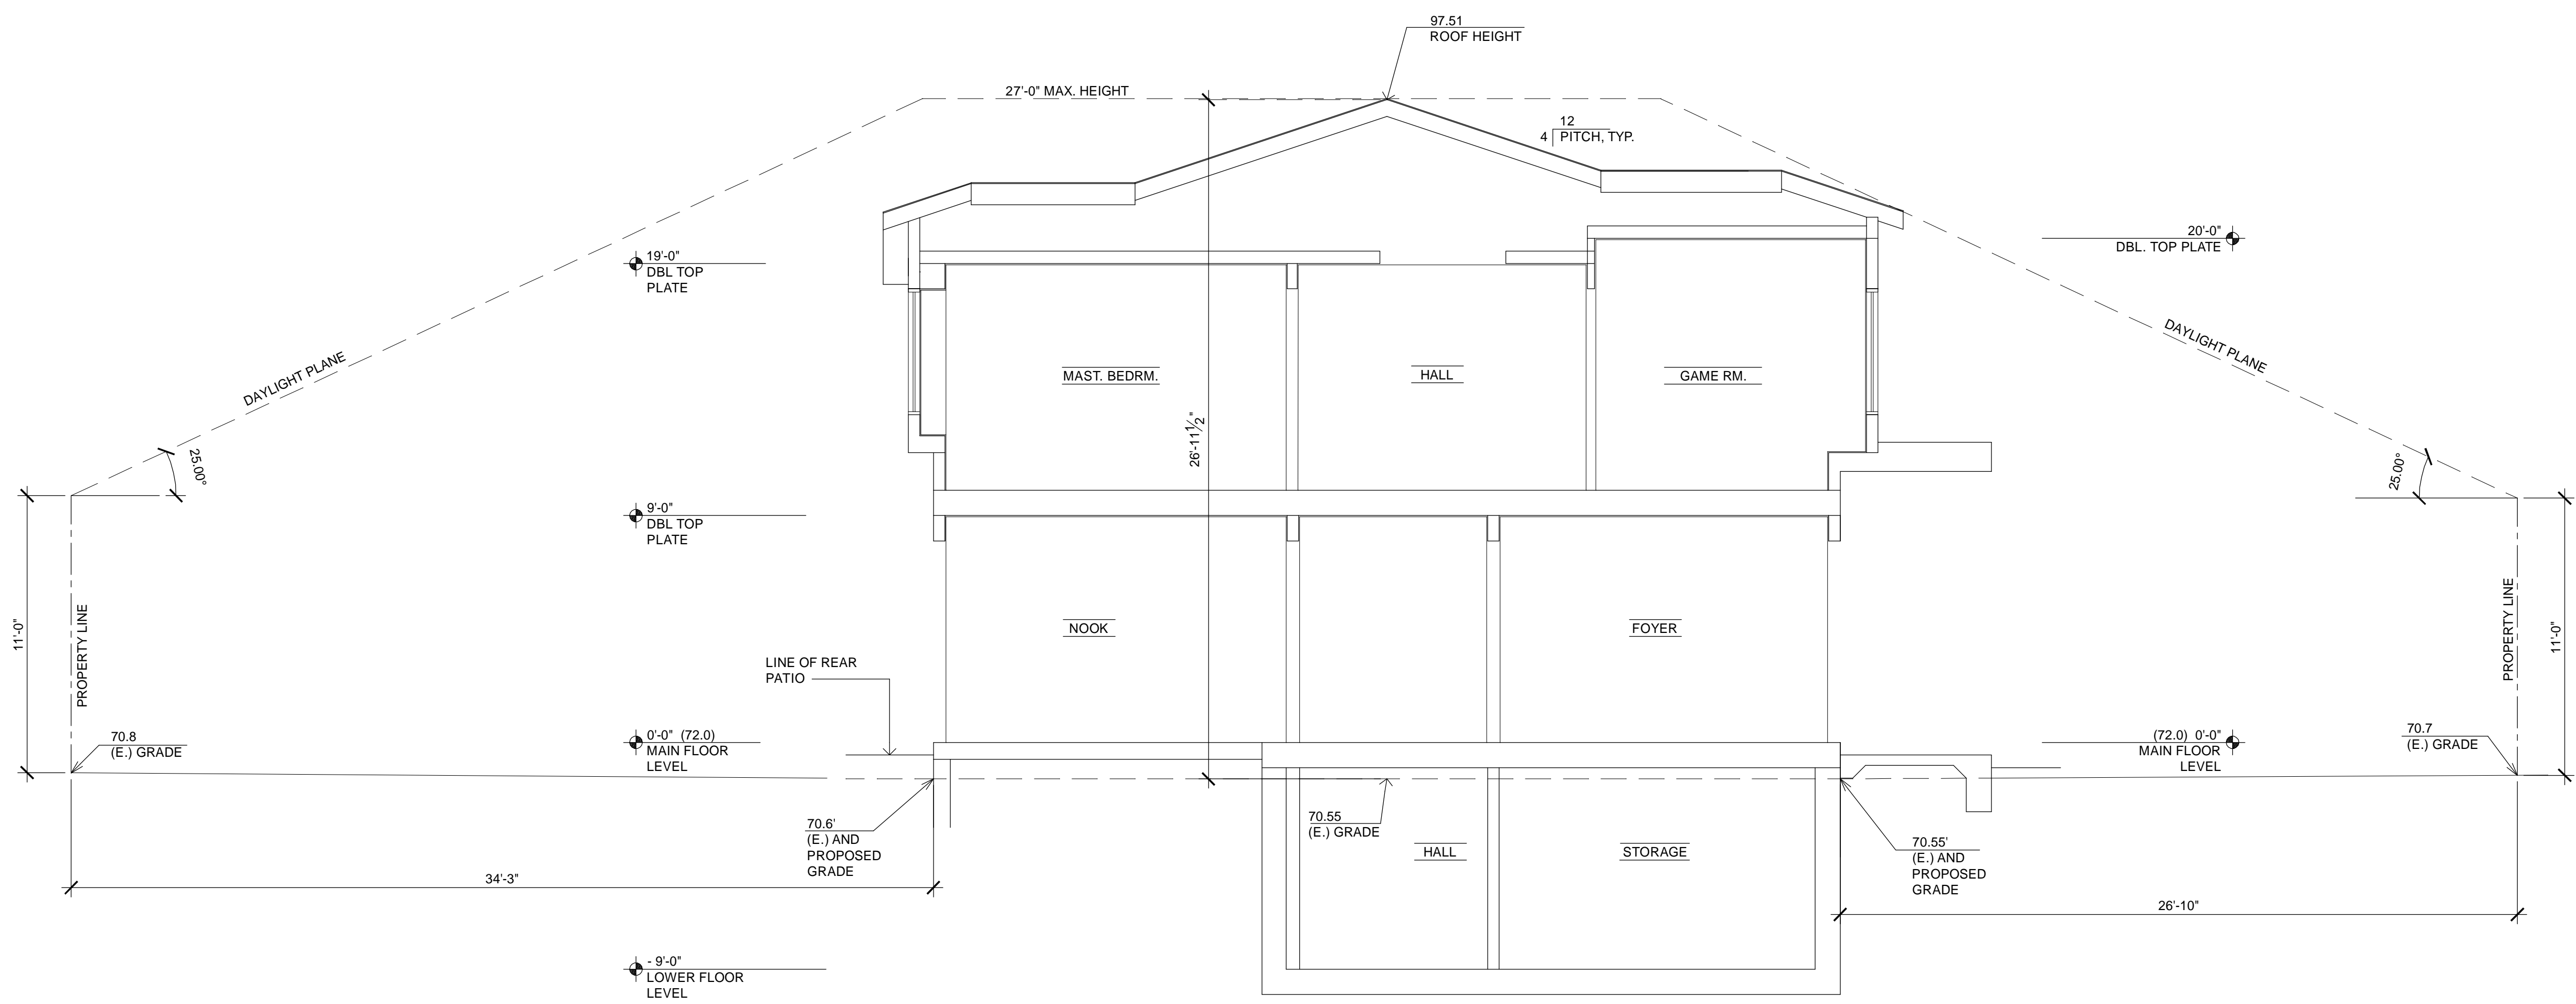 97.51
ROOF HEIGHT
27'-0" MAX. HEIGHT
12
4 PITCH, TYP.
19'-0"
DBL TOP
PLATE
20'-0"
DBL. TOP PLATE
DAYLIGHT PLANE
DAYLIGHT PLANE
MAST. BEDRM.
HALL
GAME RM.
26'-11 1/2"
25.00°
25.00°
9'-0"
DBL TOP
PLATE
11'-0"
PROPERTY LINE
PROPERTY LINE
11'-0"
NOOK
FOYER
LINE OF REAR
PATIO
70.8
(E.) GRADE
0'-0" (72.0)
MAIN FLOOR
LEVEL
(72.0) 0'-0"
MAIN FLOOR
LEVEL
70.7
(E.) GRADE
70.6'
(E.) AND
PROPOSED
GRADE
70.55
(E.) GRADE
HALL
STORAGE
70.55'
(E.) AND
PROPOSED
GRADE
34'-3"
26'-10"
- 9'-0"
LOWER FLOOR
LEVEL